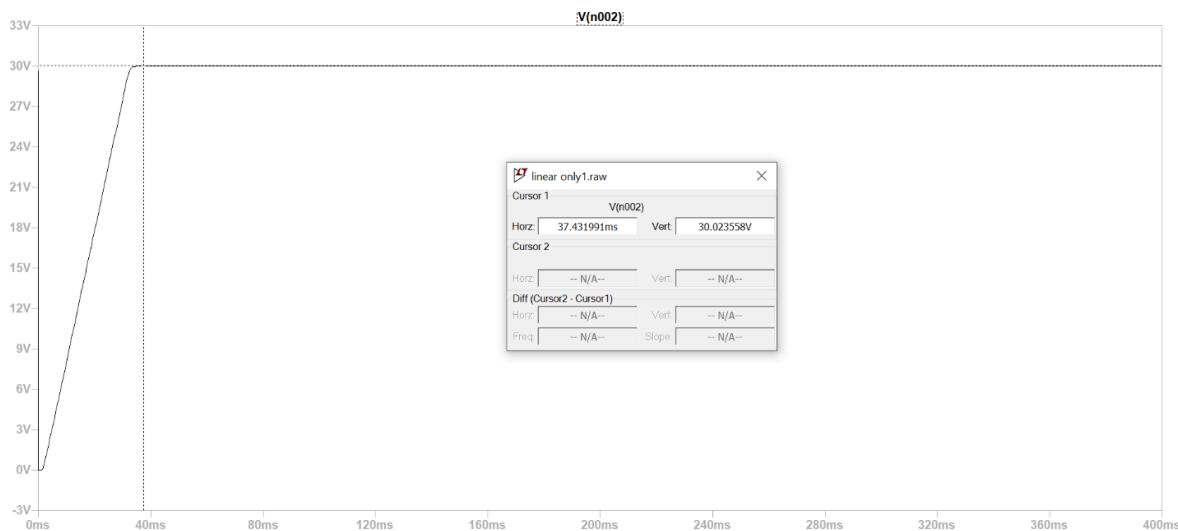 V(n002)
33V
30V
27V
24V
21V
18V
15V
12V
9V
6V
3V
0V
-3V
0ms 40ms 80ms 120ms 160ms 200ms 240ms 280ms 320ms 360ms 400ms
linear only1.raw
Cursor 1
V(n002)
Horz: 37.431991ms Vert: 30.023558V
Cursor 2
Horz: -- N/A-- Vert: -- N/A--
Diff (Cursor2 - Cursor1)
Horz: -- N/A-- Vert: -- N/A--
Freq: -- N/A-- Slope: -- N/A--